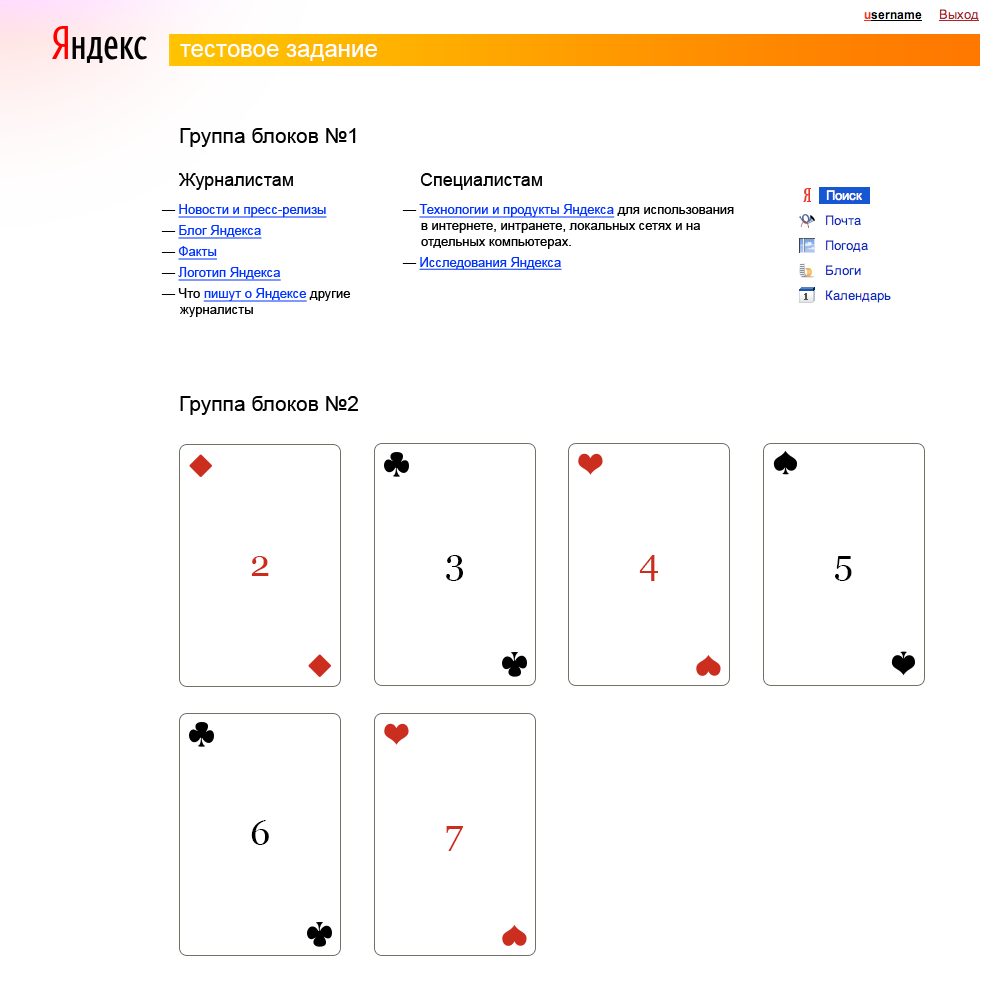 username Выход
Яндекс
тестовое задание
Группа блоков №1
Журналистам
— Новости и пресс-релизы
— Блог Яндекса
— Факты
— Логотип Яндекса
— Что пишут о Яндексе другие
журналисты
Специалистам
— Технологии и продукты Яндекса для использования
в интернете, интранете, локальных сетях и на
отдельных компьютерах.
— Исследования Яндекса
Я Поиск
Почта
Погода
Блоги
1 Календарь
Группа блоков №2
2
3
4
5
6
7